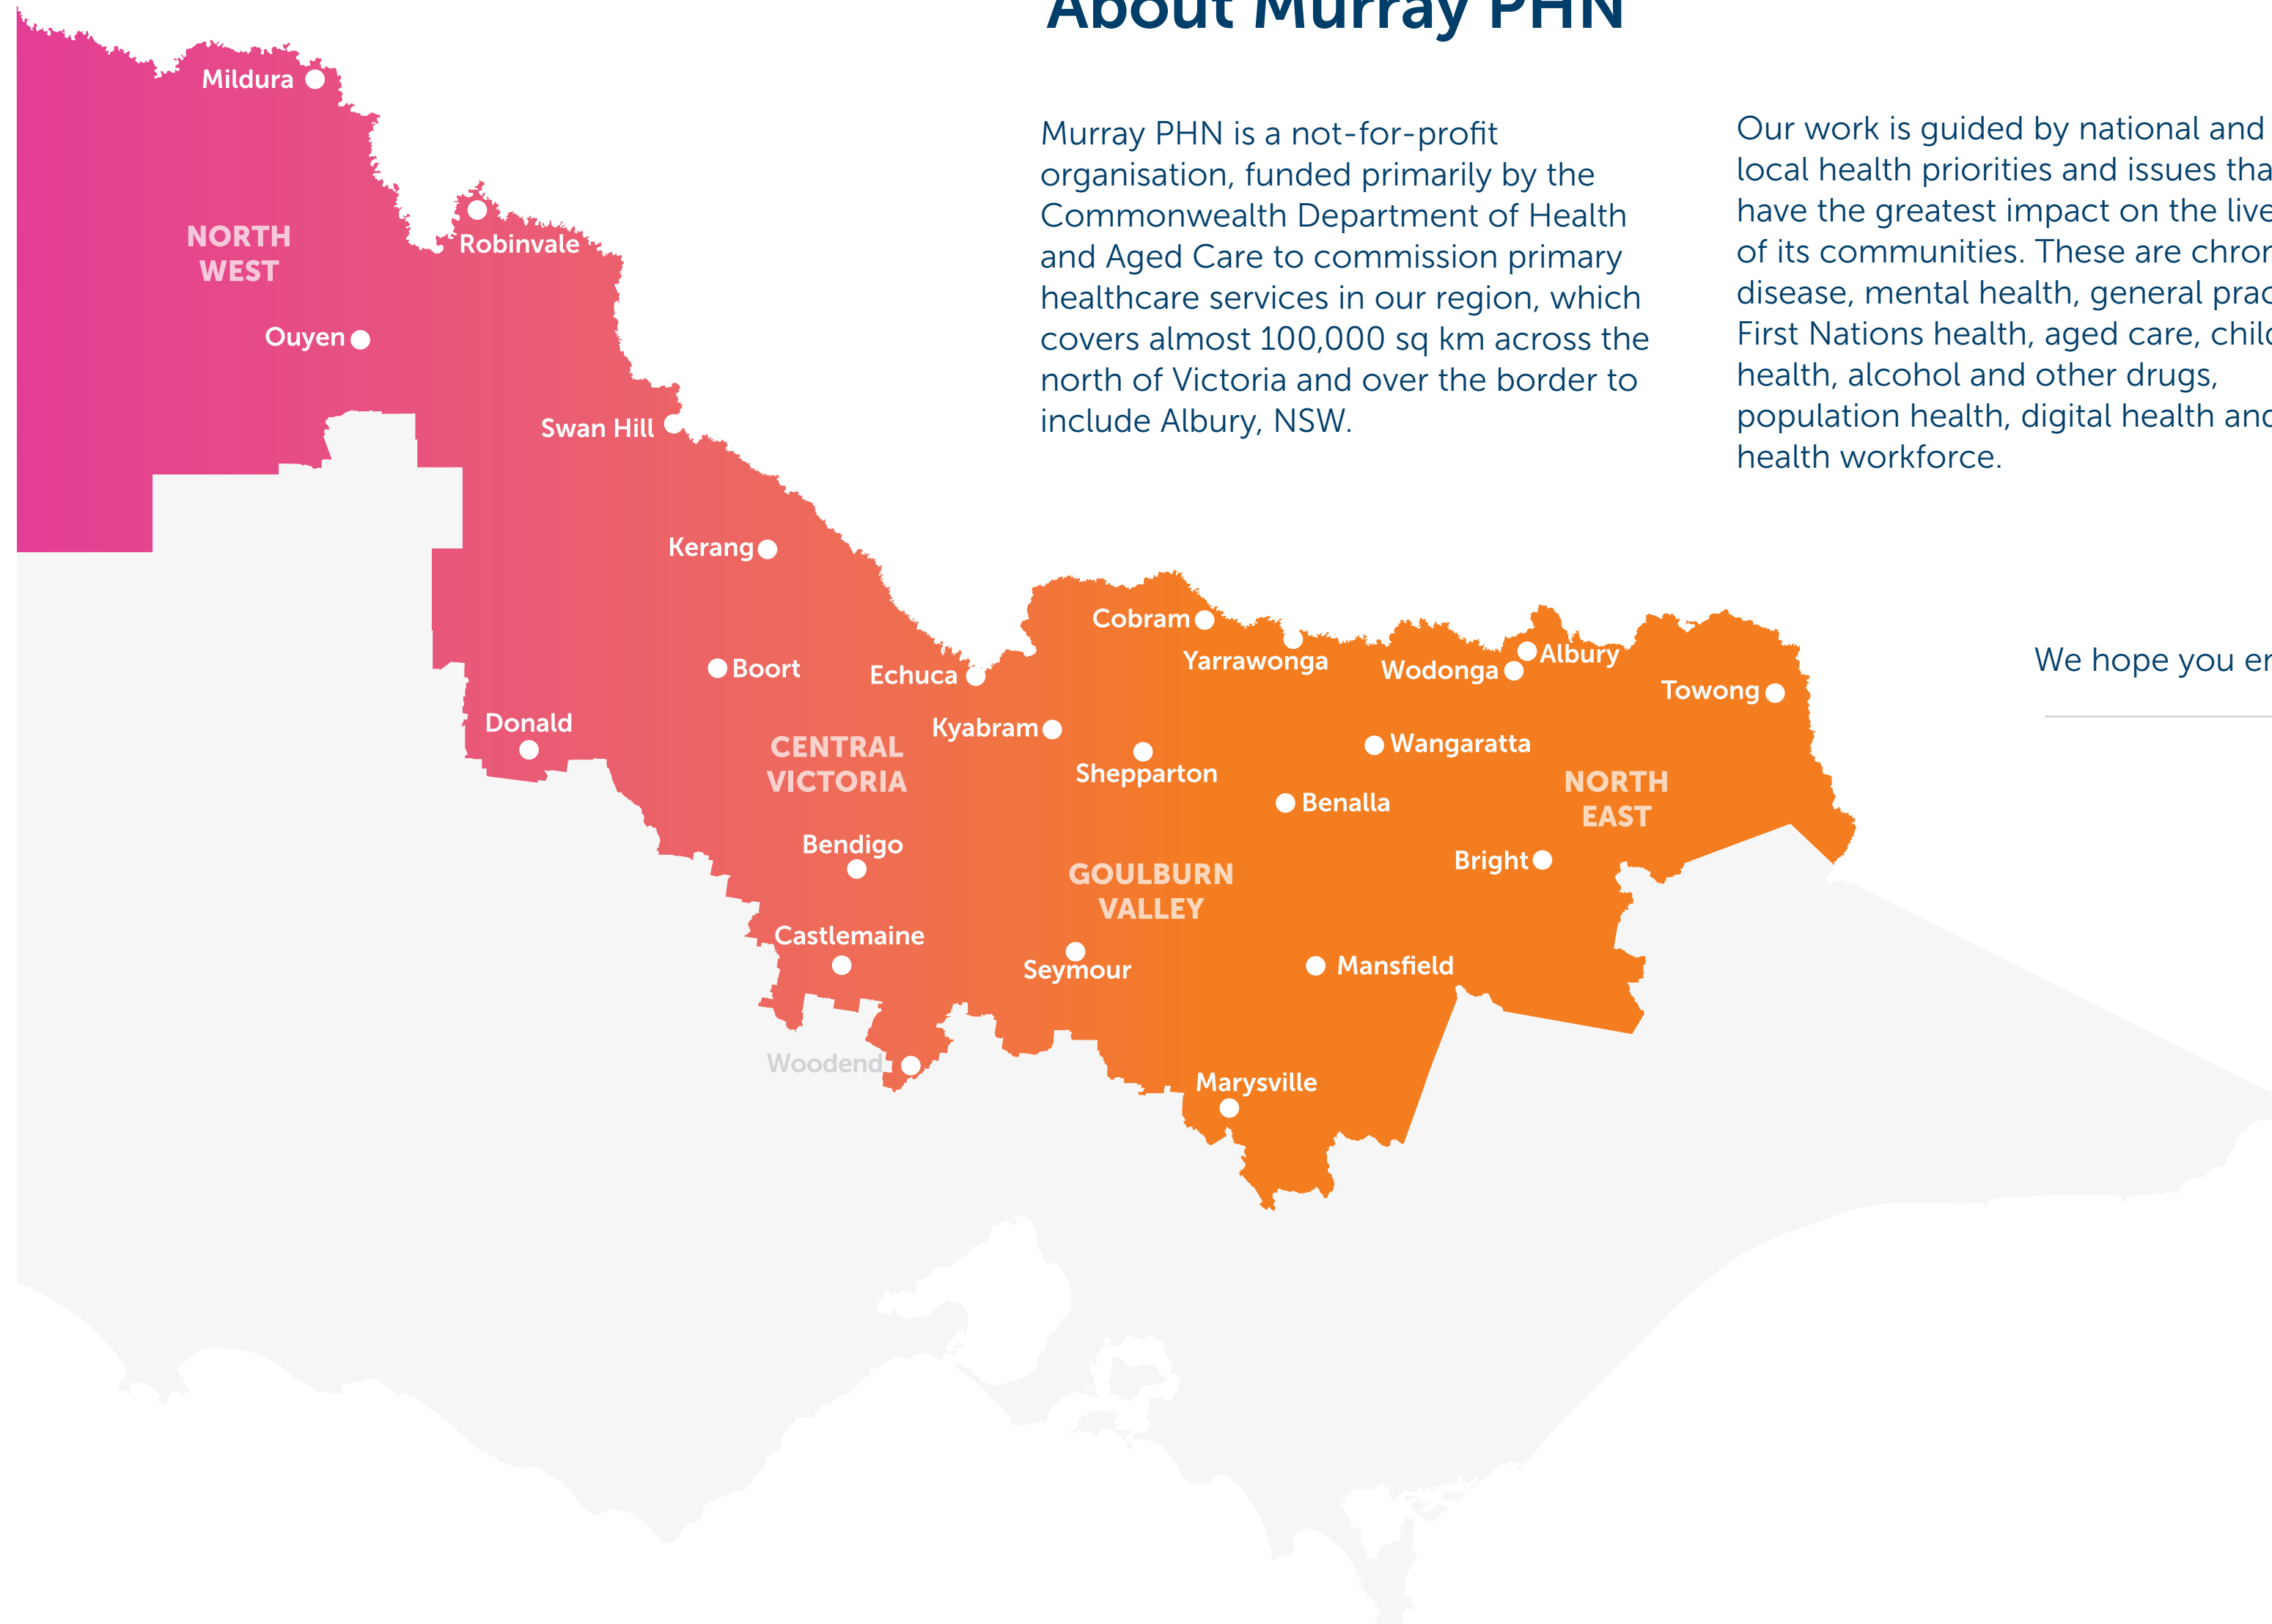 About Murray PHN
Murray PHN is a not-for-profit
organisation, funded primarily by the
Commonwealth Department of Health
and Aged Care to commission primary
healthcare services in our region, which
covers almost 100,000 sq km across the
north of Victoria and over the border to
include Albury, NSW.
Our work is guided by national and
local health priorities and issues
have the greatest impact on the
of its communities. These are
disease, mental health, general
First Nations health, aged care,
health, alcohol and other drugs,
population health, digital health
health workforce.
We hope you
Mildura
NORTH
WEST
Robinvale
Ouyen
Swan Hill
Kerang
Boort
Echuca
Donald
CENTRAL
VICTORIA
Bendigo
Castlemaine
Woodend
Cobram
Yarrawonga
Wodonga
Albury
Towong
Kyabram
Shepparton
Wangaratta
Benalla
NORTH
EAST
Bright
GOULBURN
VALLEY
Seymour
Mansfield
Marysville